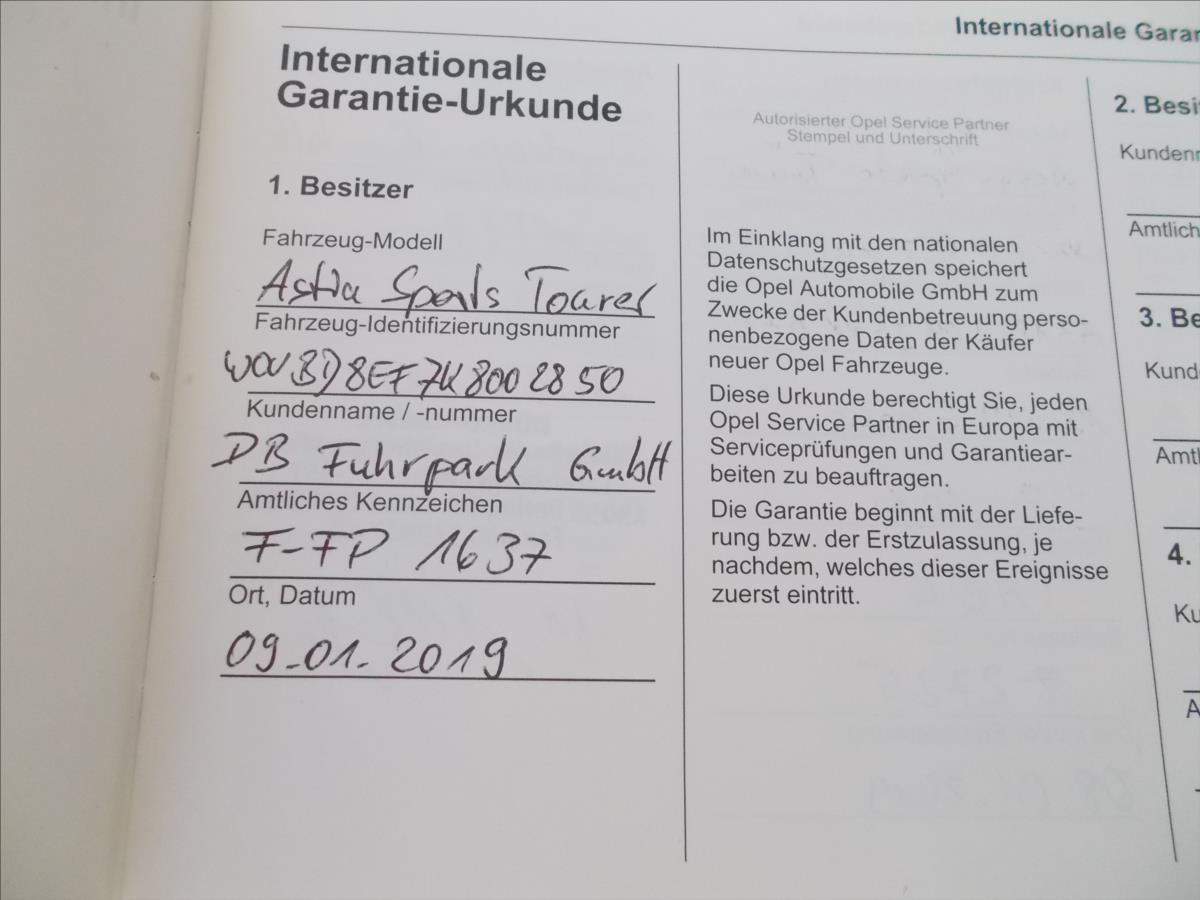 Internationale Garan
Internationale
Garantie-Urkunde
1. Besitzer
Fahrzeug-Modell
Astra Sports Tourer
Fahrzeug-Identifizierungsnummer
W0VBD8EF7K8002850
Kundenname / -nummer
DB Fuhrpark GmbH
Amtliches Kennzeichen
F-FP 1637
Ort, Datum
09.01.2019
Autorisierter Opel Service Partner
Stempel und Unterschrift
Im Einklang mit den nationalen
Datenschutzgesetzen speichert
die Opel Automobile GmbH zum
Zwecke der Kundenbetreuung perso-
nenbezogene Daten der Käufer
neuer Opel Fahrzeuge.
Diese Urkunde berechtigt Sie, jeden
Opel Service Partner in Europa mit
Serviceprüfungen und Garantiear-
beiten zu beauftragen.
Die Garantie beginnt mit der Liefe-
rung bzw. der Erstzulassung, je
nachdem, welches dieser Ereignisse
zuerst eintritt.
2. Besi
Kundenn
Amtlich
3. Be
Kund
Amtl
4.
Ku
A